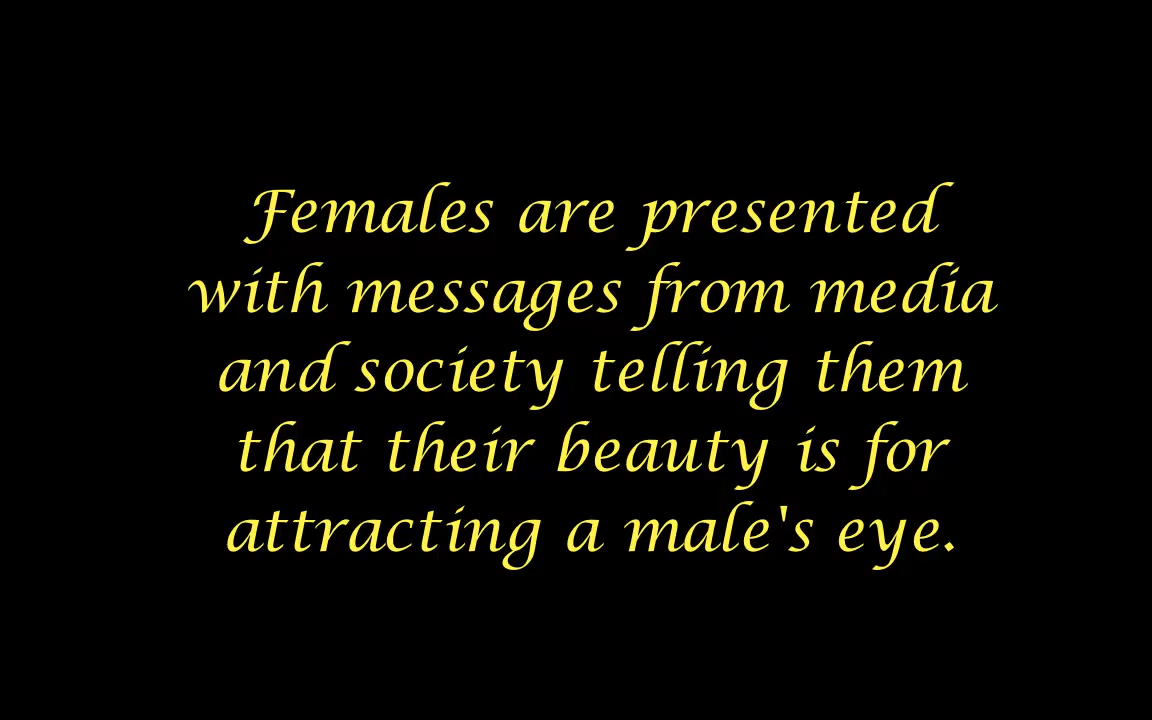 Females are presented
with messages from media
and society telling them
that their beauty is for
attracting a male's eye.